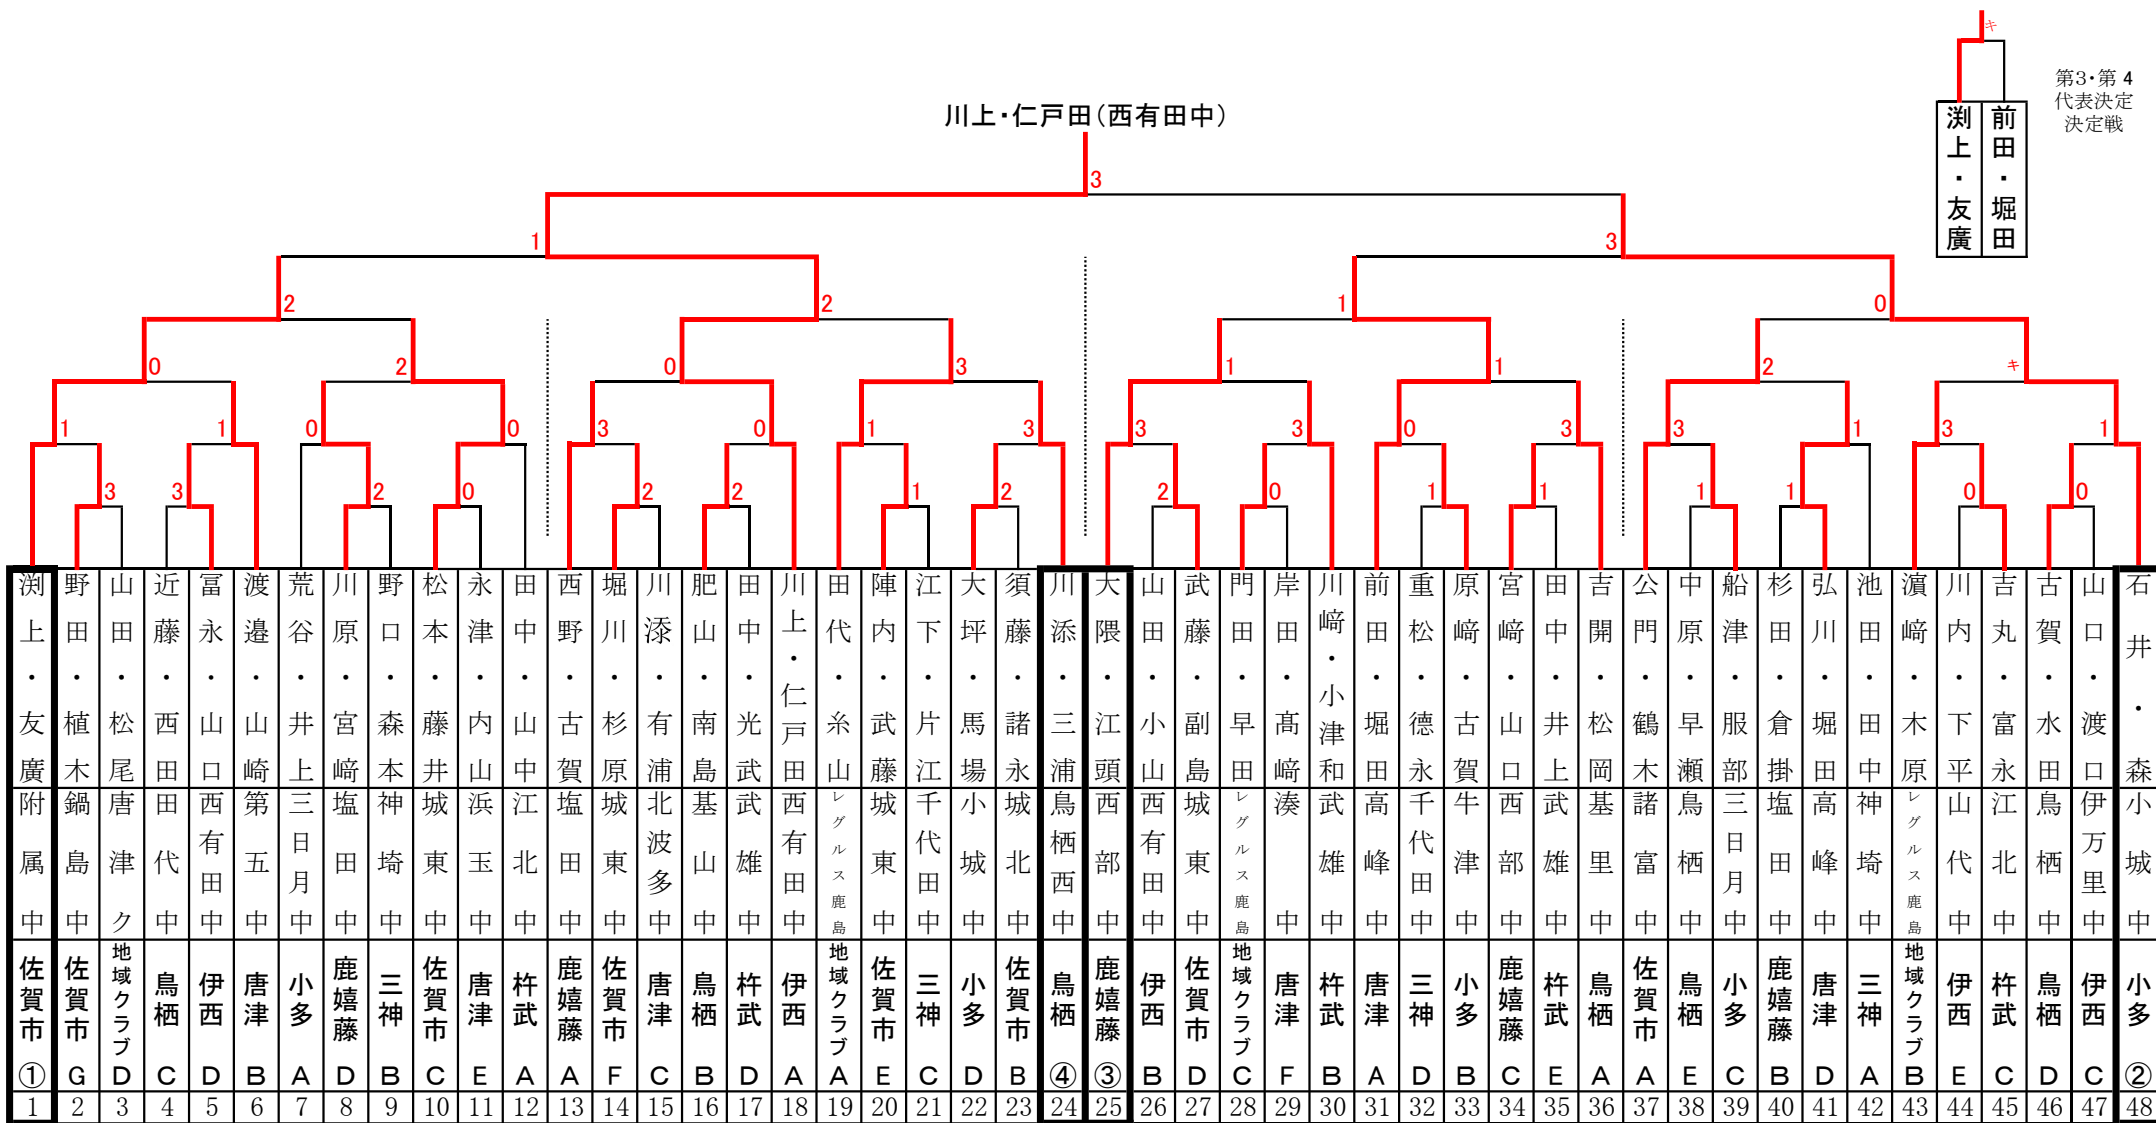 キ
第3・第4
代表決定
決定戦
渕上・友廣
前田・堀田
川上・仁戸田(西有田中)
3
1 3
2 2 1 0
0 2 0 3 1 1 2 キ
1 1 0 0 3 0 1 3 3 3 0 3 3 1 3 1
3 3 2 0 2 2 1 2 2 0 1 1 1 1 0 0
渕上・友廣 附属中 佐賀市 ① 1
野田・植木 鍋島中 佐賀市 G 2
山田・松尾 唐津ク 地域クラブ D 3
近藤・西田 田代中 鳥栖 C 4
冨永・山口 西有田中 伊西 D 5
渡邉・山崎 第五中 唐津 B 6
荒谷・井上 三日月中 小多 A 7
川原・宮﨑 塩田中 鹿嬉藤 D 8
野口・森本 神埼中 三神 B 9
松本・藤井 城東中 佐賀市 C 10
永津・内山 浜玉中 唐津 E 11
田中・山中 江北中 杵武 A 12
西野・古賀 塩田中 鹿嬉藤 A 13
堀川・杉原 城東中 佐賀市 F 14
川添・有浦 北波多中 唐津 C 15
肥山・南島 基山中 鳥栖 B 16
田中・光武 武雄中 杵武 D 17
川上・仁戸田 西有田中 伊西 A 18
田代・糸山 レグルス鹿島 地域クラブ A 19
陣内・武藤 城東中 佐賀市 E 20
江下・片江 千代田中 三神 C 21
大坪・馬場 小城中 小多 D 22
須藤・諸永 城北中 佐賀市 B 23
川添・三浦 鳥栖西中 鳥栖 ④ 24
大隈・江頭 西部中 鹿嬉藤 ③ 25
山田・小山 西有田中 伊西 B 26
武藤・副島 城東中 佐賀市 D 27
門田・早田 レグルス鹿島 地域クラブ C 28
岸田・髙﨑 湊中 唐津 F 29
川﨑・小津和 武雄中 杵武 B 30
前田・堀田 高峰中 唐津 A 31
重松・德永 千代田中 三神 D 32
原﨑・古賀 牛津中 小多 B 33
宮﨑・山口 西部中 鹿嬉藤 C 34
田中・井上 武雄中 杵武 E 35
吉開・松岡 基里中 鳥栖 A 36
公門・鶴木 諸富中 佐賀市 A 37
中原・早瀬 鳥栖中 鳥栖 E 38
船津・服部 三日月中 小多 C 39
杉田・倉掛 塩田中 鹿嬉藤 B 40
弘川・堀田 高峰中 唐津 D 41
池田・田中 神埼中 三神 A 42
濵﨑・木原 レグルス鹿島 地域クラブ B 43
川内・下平 山代中 伊西 E 44
吉丸・富永 江北中 杵武 C 45
古賀・水田 鳥栖中 鳥栖 D 46
山口・渡口 伊万里中 伊西 C 47
石井・森 小城中 小多 ② 48